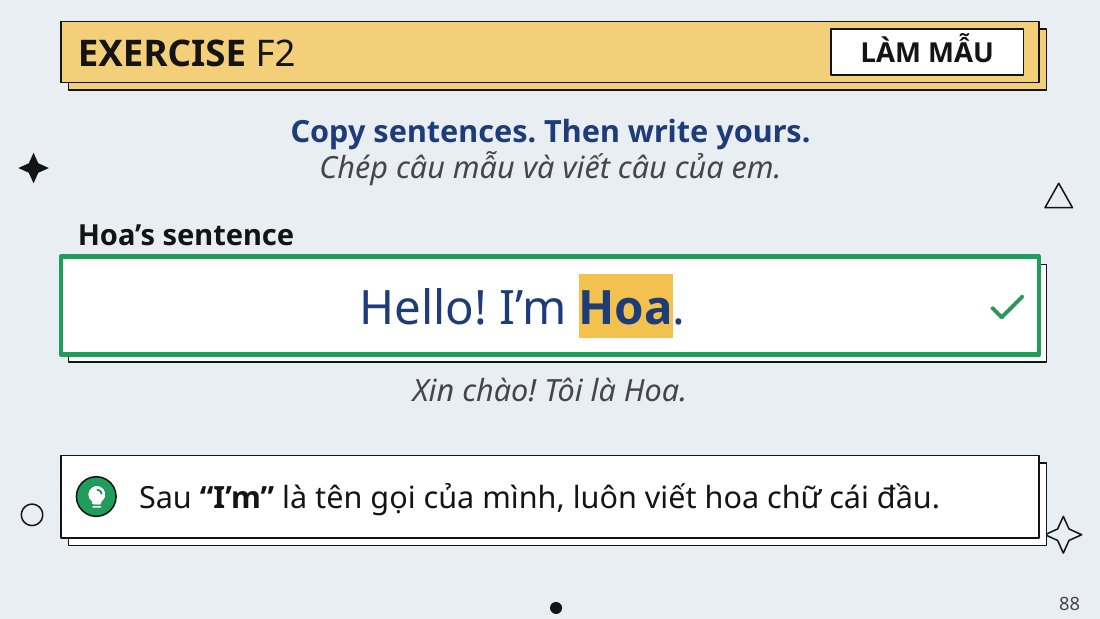 EXERCISE F2
LÀM MẪU
Copy sentences. Then write yours.
Chép câu mẫu và viết câu của em.
Hoa’s sentence
Hello! I’m Hoa.
Xin chào! Tôi là Hoa.
Sau “I’m” là tên gọi của mình, luôn viết hoa chữ cái đầu.
88